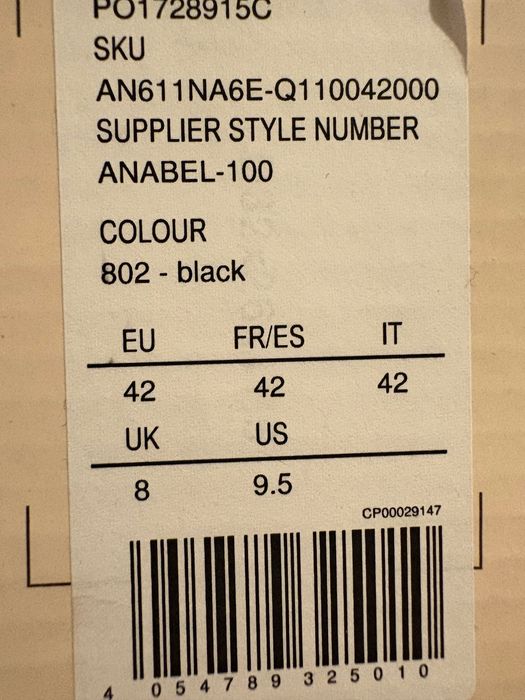 PO1728915C
SKU
AN611NA6E-Q110042000
SUPPLIER STYLE NUMBER
ANABEL-100
COLOUR
802 - black
EU FR/ES IT
42 42 42
UK US
8 9.5
CP00029147
4 054789 325010